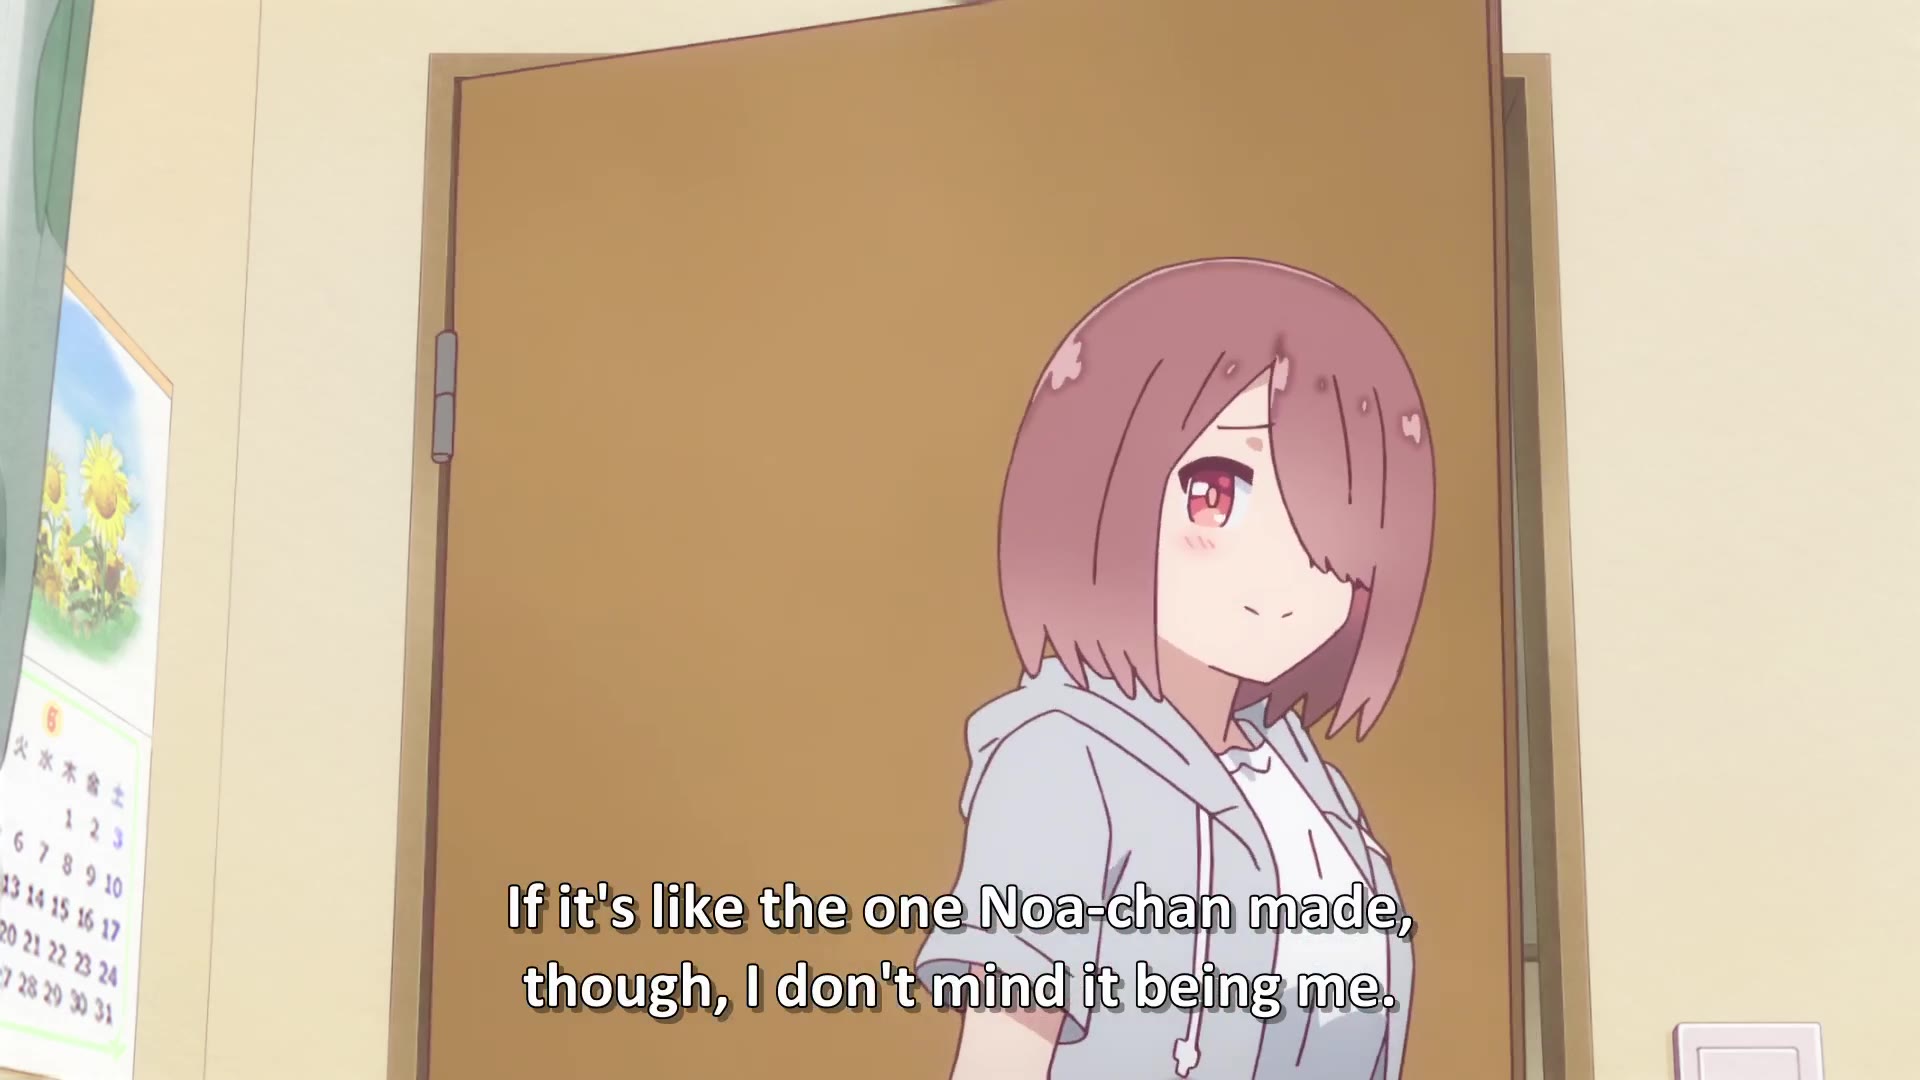 6
火 水 木 金 土
1 2 3
6 7 8 9 10
13 14 15 16 17
20 21 22 23 24
27 28 29 30 31
If it's like the one Noa-chan made,
though, I don't mind it being me.